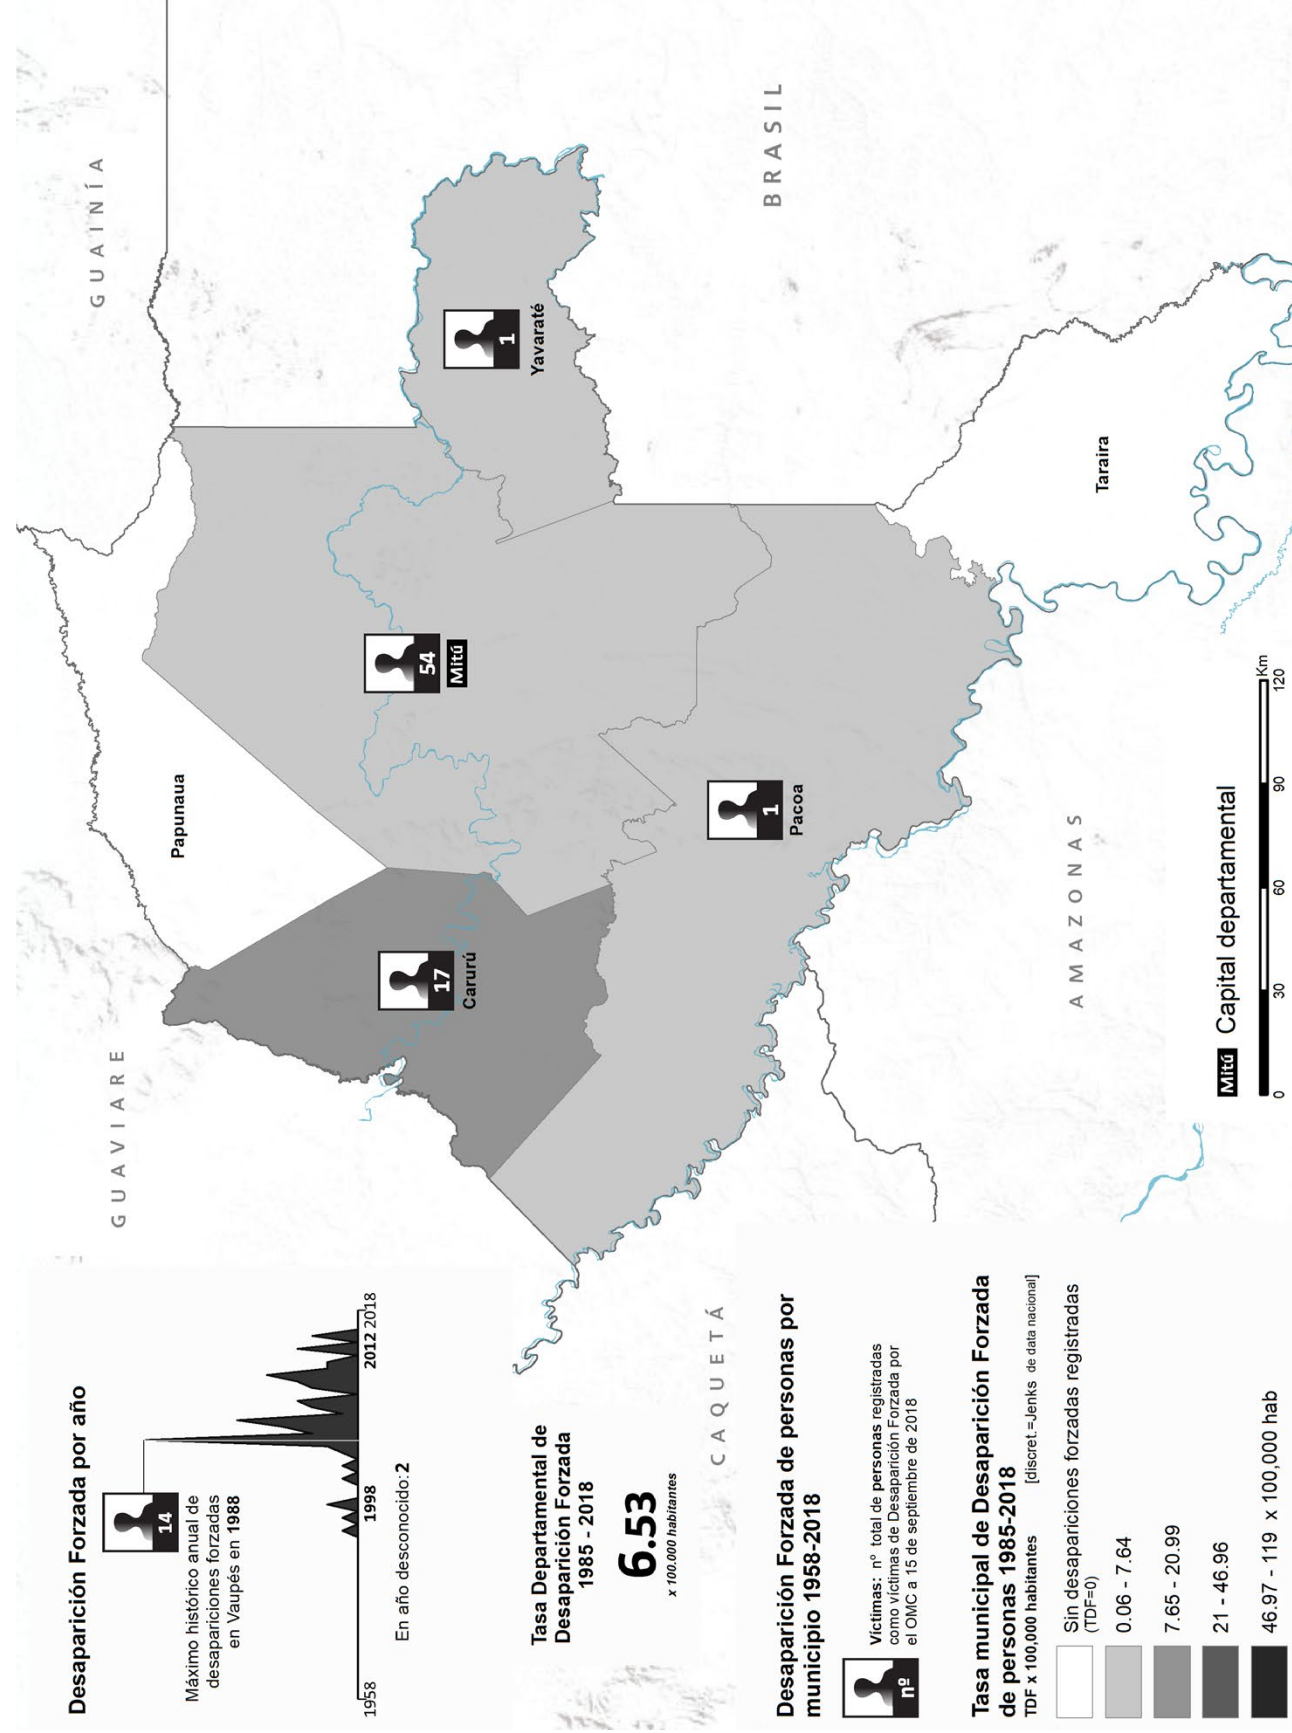 Desaparición Forzada por año
14
Máximo histórico anual de
desapariciones forzadas
en Vaupés en 1988
1958
1998
2012
2018
En año desconocido: 2
Tasa Departamental de
Desaparición Forzada
1985 - 2018
6.53
x 100.000 habitantes
Desaparición Forzada de personas por
municipio 1958-2018
nº
Víctimas: nº total de personas registradas
como víctimas de Desaparición Forzada por
el OMC a 15 de septiembre de 2018
Tasa municipal de Desaparición Forzada
de personas 1985-2018
TDF x 100,000 habitantes
[discret.=Jenks de data nacional]
Sin desapariciones forzadas registradas
(TDF=0)
0.06 - 7.64
7.65 - 20.99
21 - 46.96
46.97 - 119 x 100,000 hab
GUAVIARE
GUAINÍA
Papunaua
17
Carurú
54
Mitú
1
Yavaraté
1
Pacoa
Taraira
BRASIL
CAQUETÁ
AMAZONAS
Mitú Capital departamental
0
30
60
90
120
Km